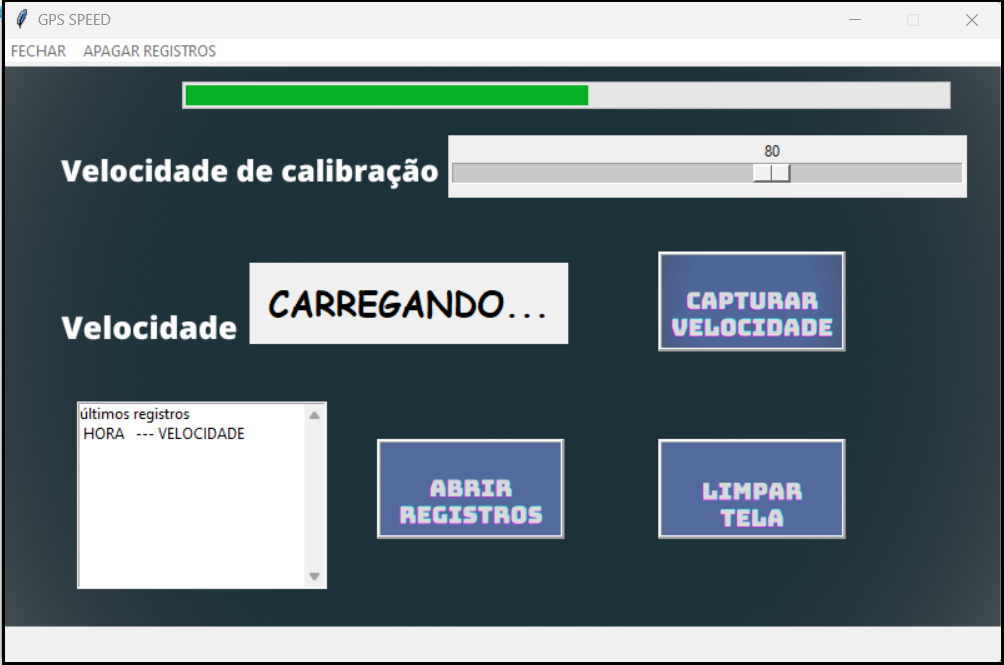 GPS SPEED
FECHAR APAGAR REGISTROS
80
Velocidade de calibração
CARREGANDO...
Velocidade
CAPTURAR
VELOCIDADE
últimos registros
HORA --- VELOCIDADE
ABRIR
REGISTROS
LIMPAR
TELA